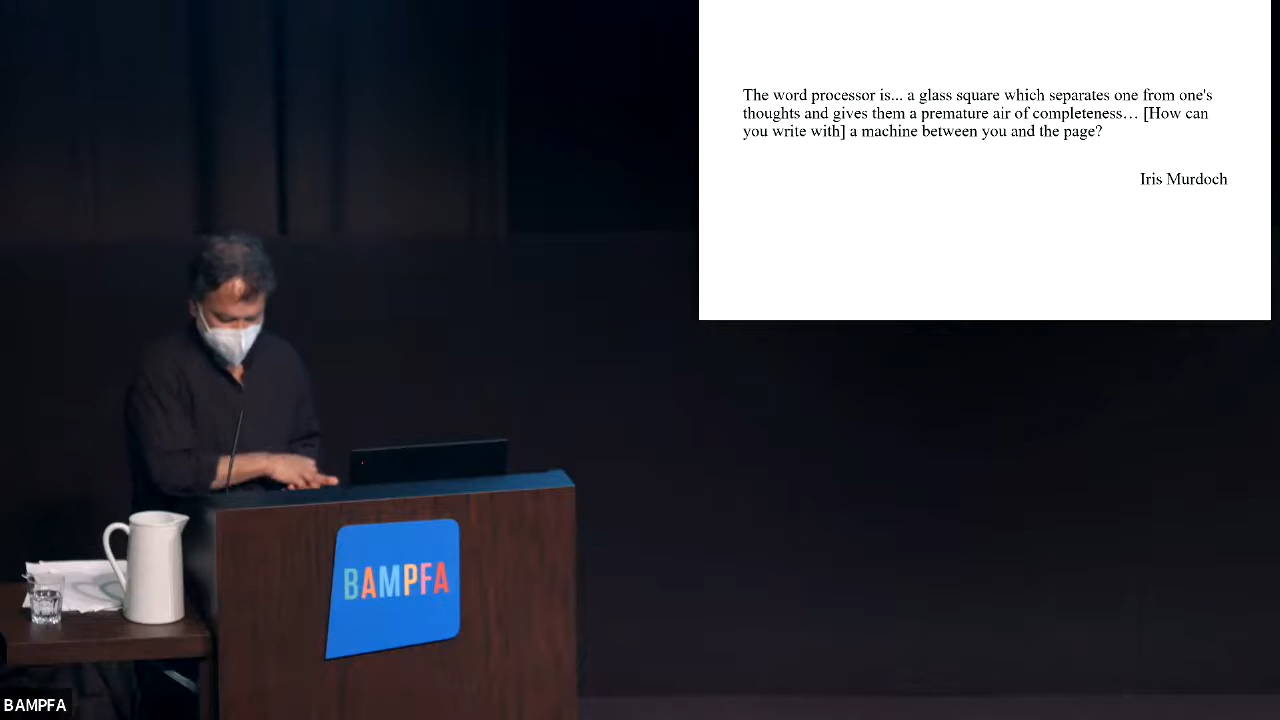 The word processor is... a glass square which separates one from one's
thoughts and gives them a premature air of completeness… [How can
you write with] a machine between you and the page?
Iris Murdoch
BAMPFA
BAMPFA